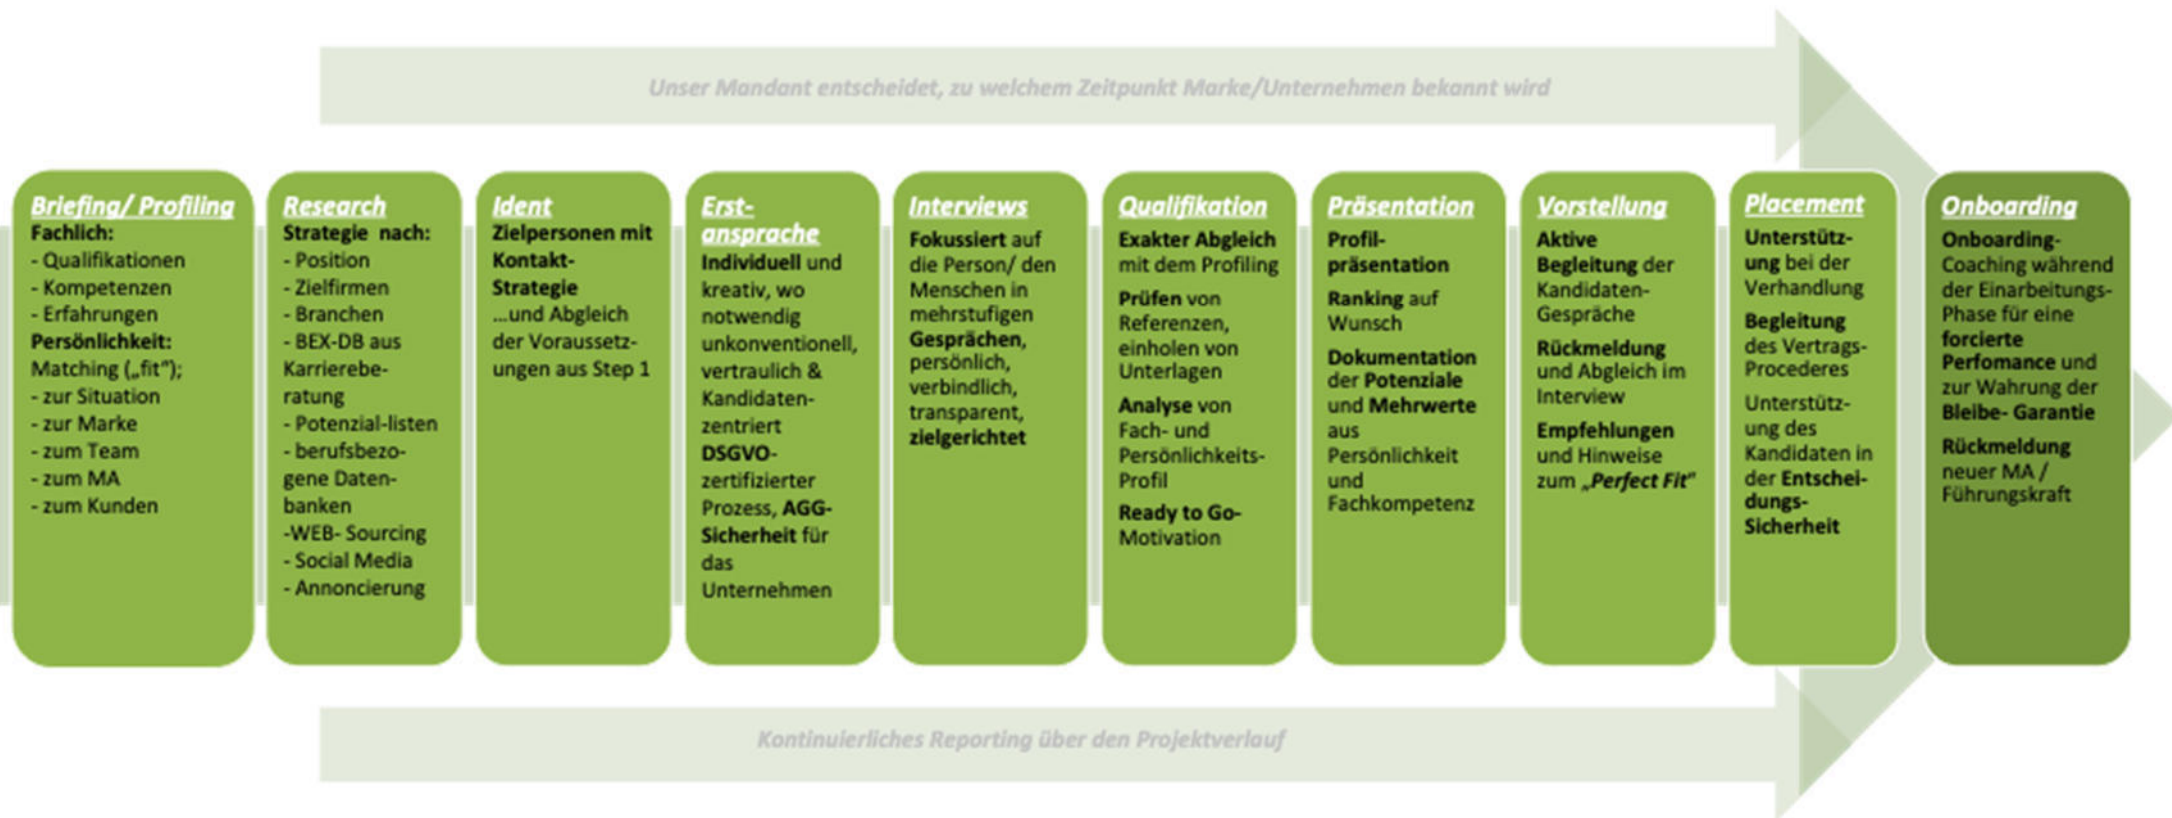 Unser Mandant entscheidet, zu welchem Zeitpunkt Marke/Unternehmen bekannt wird
Briefing/ Profiling
Fachlich:
- Qualifikationen
- Kompetenzen
- Erfahrungen
Persönlichkeit:
Matching („fit“);
- zur Situation
- zur Marke
- zum Team
- zum MA
- zum Kunden
Research
Strategie nach:
- Position
- Zielfirmen
- Branchen
- BEX-DB aus
Karrierebe-
ratung
- Potenzial-listen
- berufsbezo-
gene Daten-
banken
-WEB- Sourcing
- Social Media
- Annoncierung
Ident
Zielpersonen mit
Kontakt-
Strategie
...und Abgleich
der Voraussetz-
ungen aus Step 1
Erst-
ansprache
Individuell und
kreativ, wo
notwendig
unkonventionell,
vertraulich &
Kandidaten-
zentriert
DSGVO-
zertifizierter
Prozess, AGG-
Sicherheit für
das
Unternehmen
Interviews
Fokussiert auf
die Person/ den
Menschen in
mehrstufigen
Gesprächen,
persönlich,
verbindlich,
transparent,
zielgerichtet
Qualifikation
Exakter Abgleich
mit dem Profiling
Prüfen von
Referenzen,
einholen von
Unterlagen
Analyse von
Fach- und
Persönlichkeits-
Profil
Ready to Go-
Motivation
Präsentation
Profil-
präsentation
Ranking auf
Wunsch
Dokumentation
der Potenziale
und Mehrwerte
aus
Persönlichkeit
und
Fachkompetenz
Vorstellung
Aktive
Begleitung der
Kandidaten-
Gespräche
Rückmeldung
und Abgleich im
Interview
Empfehlungen
und Hinweise
zum „Perfect Fit“
Placement
Unterstütz-
ung bei der
Verhandlung
Begleitung
des Vertrags-
Procederes
Unterstütz-
ung des
Kandidaten in
der Entschei-
dungs-
Sicherheit
Onboarding
Onboarding-
Coaching während
der Einarbeitungs-
Phase für eine
forcierte
Perfomance und
zur Wahrung der
Bleibe- Garantie
Rückmeldung
neuer MA /
Führungskraft
Kontinuierliches Reporting über den Projektverlauf